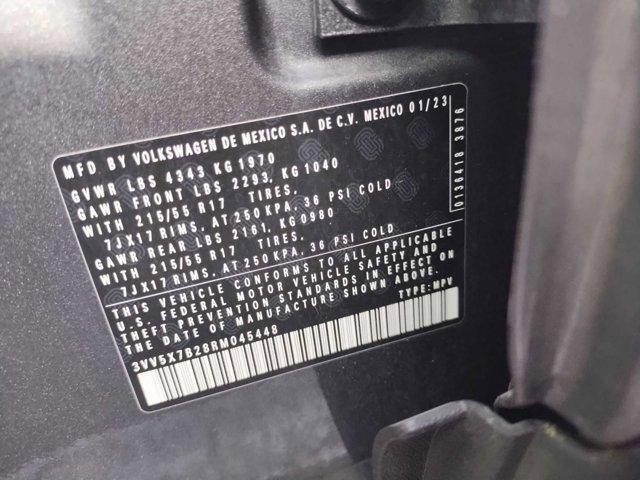 MFD BY VOLKSWAGEN DE MEXICO S.A. DE C.V. MEXICO 01/23
GVWR LBS 4343 KG 1970
GAWR FRONT LBS 2293, KG 1040
WITH 215/55 R17 TIRES,
7JX17 RIMS, AT 250 KPA, 36 PSI COLD
GAWR REAR LBS 2161, KG 0980
WITH 215/55 R17 TIRES,
7JX17 RIMS, AT 250 KPA, 36 PSI COLD
THIS VEHICLE CONFORMS TO ALL APPLICABLE
U.S. FEDERAL MOTOR VEHICLE SAFETY AND
THEFT PREVENTION STANDARDS IN EFFECT ON
THE DATE OF MANUFACTURE SHOWN ABOVE.
3VV5X7B28RM045448 TYPE: MPV
0136418 3876